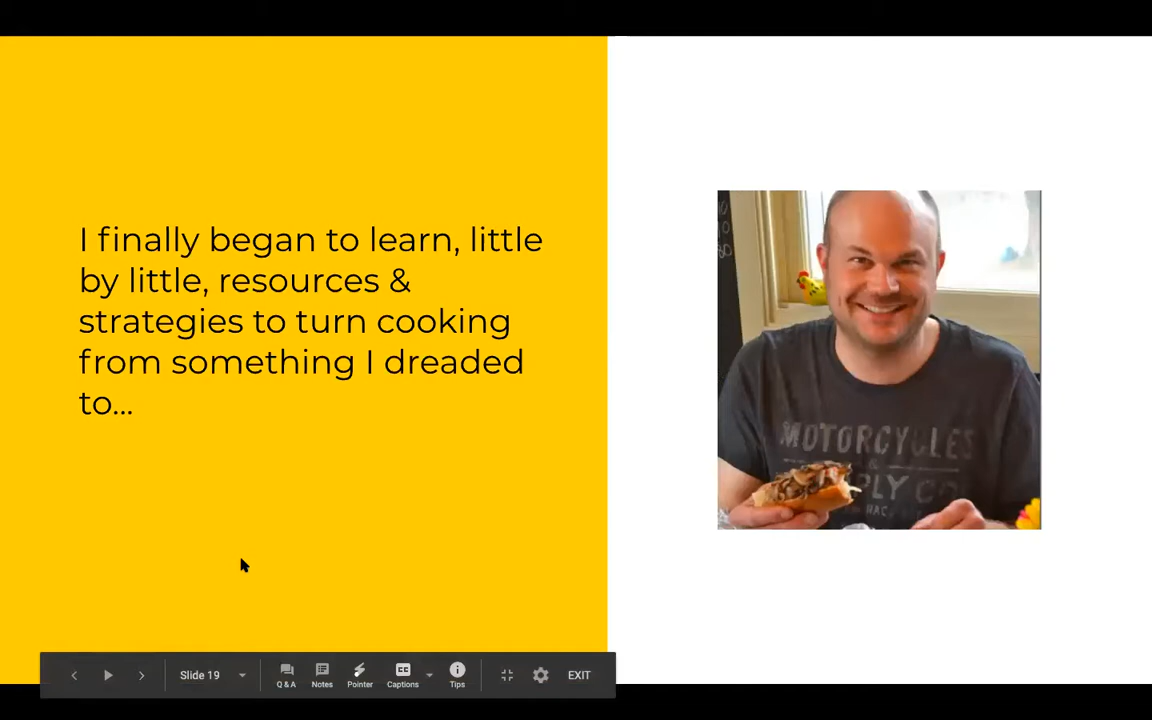 I finally began to learn, little
by little, resources &
strategies to turn cooking
from something I dreaded
to...
MOTORCYCLES
&
PLY CO
Slide 19
Q & A
Notes
Pointer
CC
Captions
Tips
EXIT